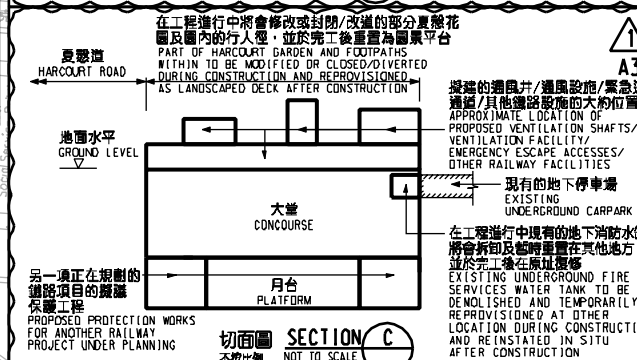 在工程進行中將會修改或封閉/改道的部分夏慤花
園及園內的行人徑，並於完工後重置為園景平台
PART OF HARCOURT GARDEN AND FOOTPATHS
WITHIN TO BE MODIFIED OR CLOSED/DIVERTED
DURING CONSTRUCTION AND REPROVISIONED
AS LANDSCAPED DECK AFTER CONSTRUCTION
夏慤道
HARCOURT ROAD
1
A3
擬建的通風井/通風設施/緊急
通道/其他鐵路設施的大約位置
APPROXIMATE LOCATION OF
PROPOSED VENTILATION SHAFTS/
VENTILATION FACILITY/
EMERGENCY ESCAPE ACCESSES/
OTHER RAILWAY FACILITIES
地面水平
GROUND LEVEL
現有的地下停車場
EXISTING
UNDERGROUND CARPARK
大堂
CONCOURSE
在工程進行中現有的地下消防水
將會拆卸及暫時重置在其他地方
並於完工後在原址復修
EXISTING UNDERGROUND FIRE
SERVICES WATER TANK TO BE
DEMOLISHED AND TEMPORARILY
REPROVISIONED AT OTHER
LOCATION DURING CONSTRUCTI
AND REINSTATED IN SITU
AFTER CONSTRUCTION
另一項正在規劃的
鐵路項目的擬議
保護工程
PROPOSED PROTECTION WORKS
FOR ANOTHER RAILWAY
PROJECT UNDER PLANNING
月台
PLATFORM
切面圖 SECTION C
不按比例 NOT TO SCALE